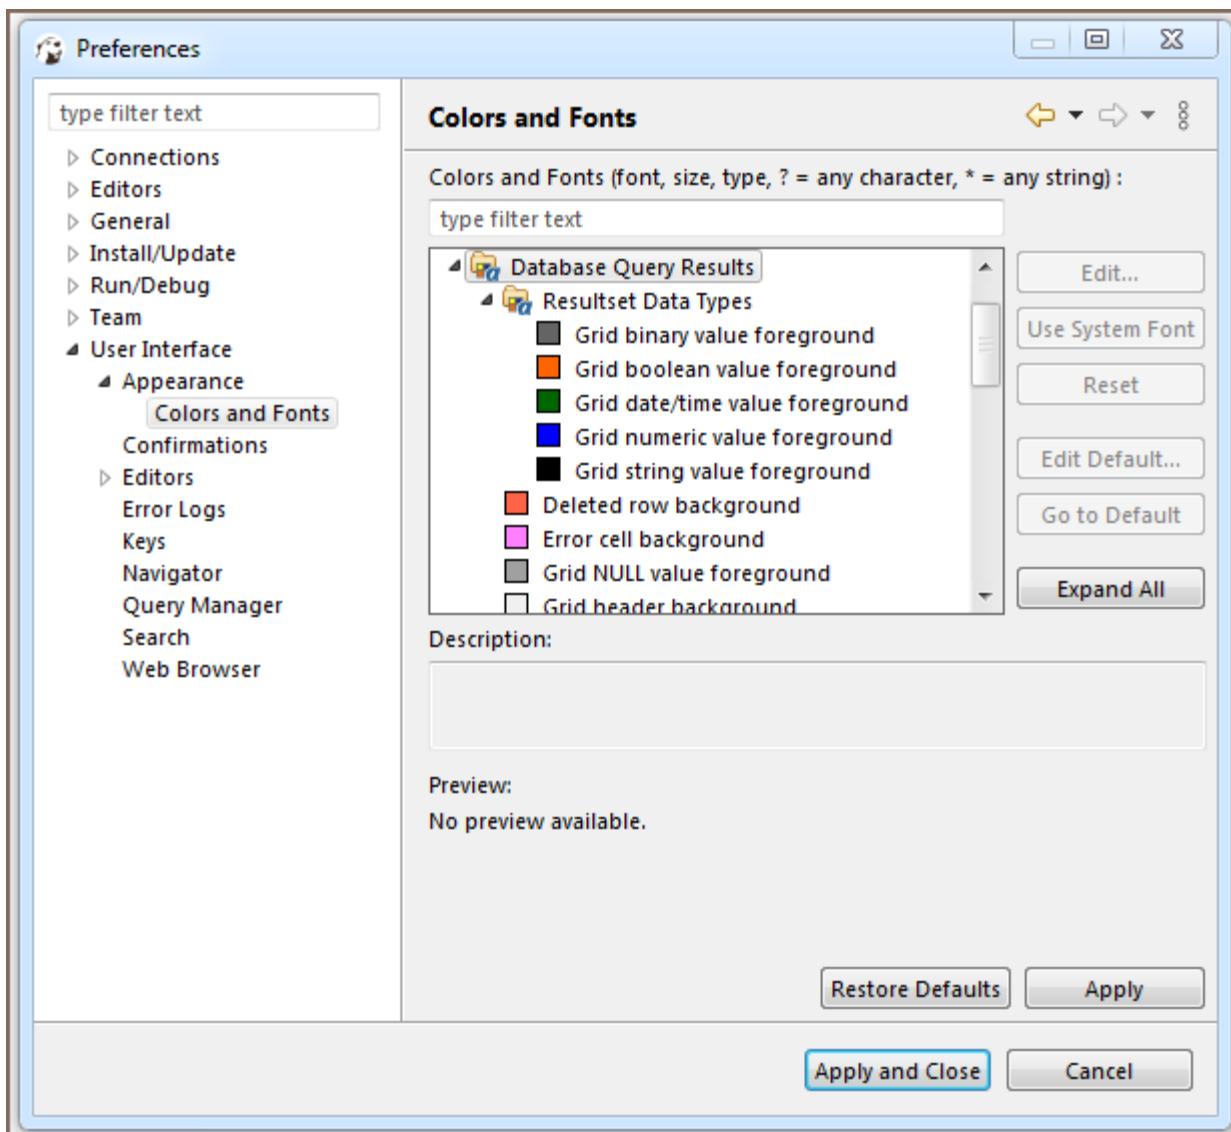 Preferences
type filter text
Connections
Editors
General
Install/Update
Run/Debug
Team
User Interface
Appearance
Colors and Fonts
Confirmations
Editors
Error Logs
Keys
Navigator
Query Manager
Search
Web Browser
Colors and Fonts
Colors and Fonts (font, size, type, ? = any character, * = any string) :
type filter text
Database Query Results
Resultset Data Types
Grid binary value foreground
Grid boolean value foreground
Grid date/time value foreground
Grid numeric value foreground
Grid string value foreground
Deleted row background
Error cell background
Grid NULL value foreground
Grid header background
Edit...
Use System Font
Reset
Edit Default...
Go to Default
Expand All
Description:
Preview:
No preview available.
Restore Defaults
Apply
Apply and Close
Cancel